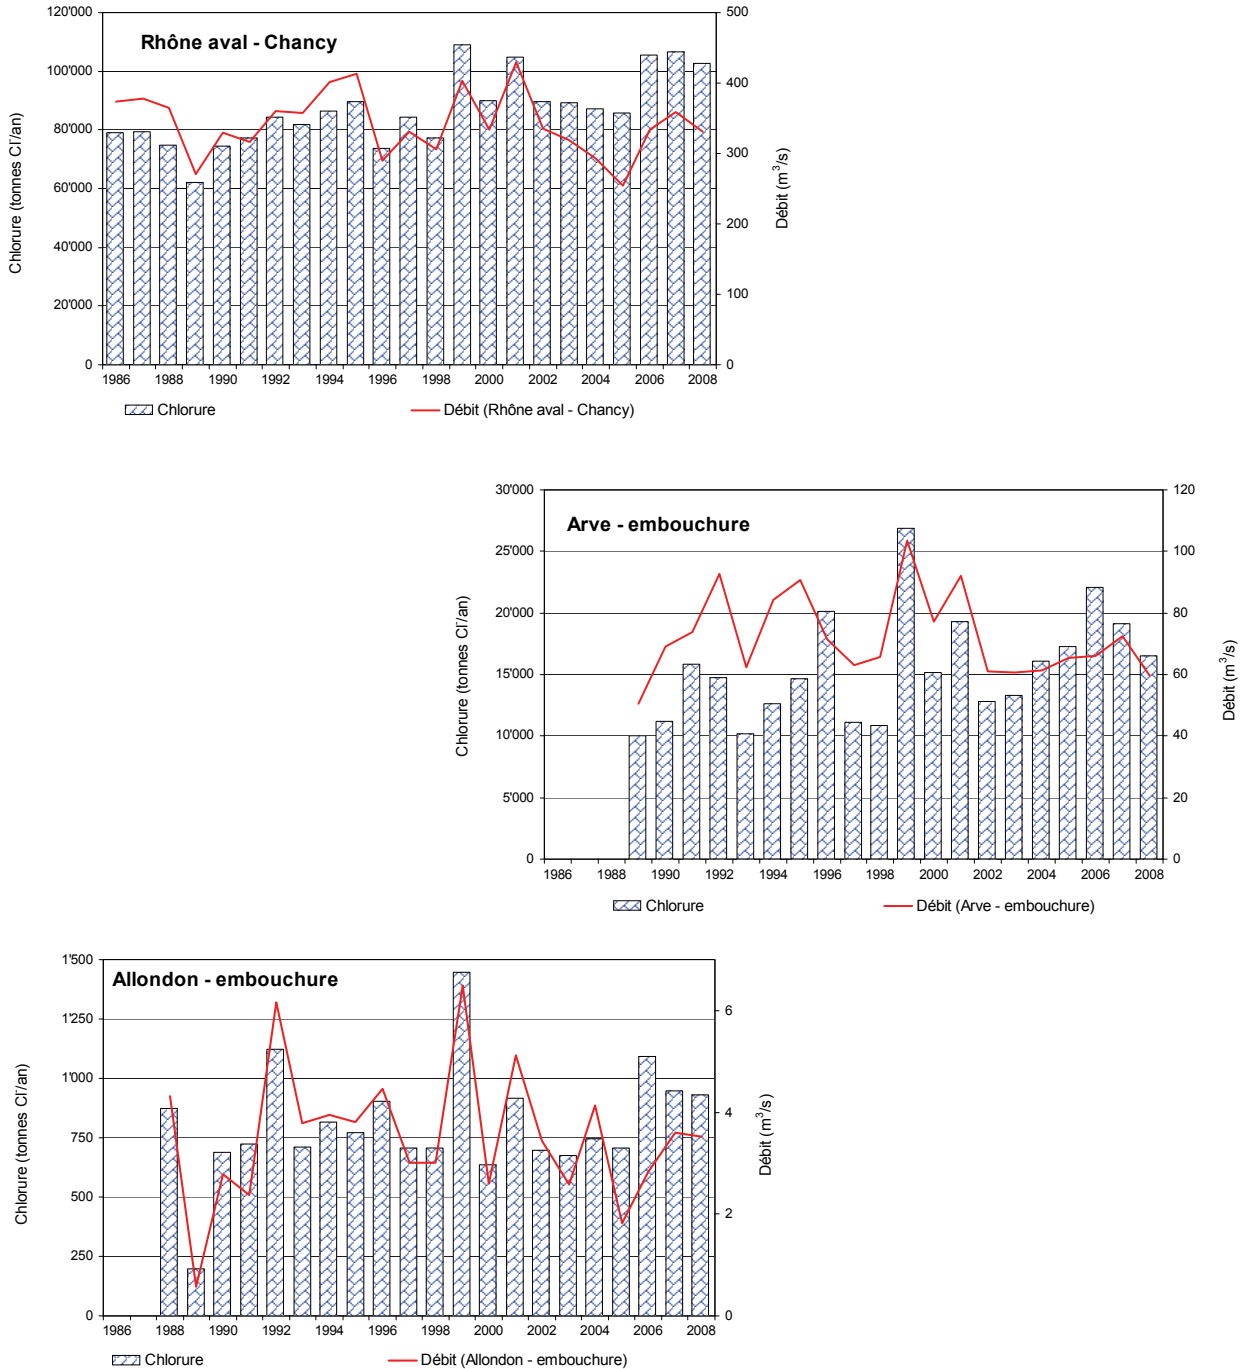 Rhône aval - Chancy
Chlorure (tonnes Cl⁻/an)
120'000
100'000
80'000
60'000
40'000
20'000
0
500
400
300
200
100
0
Débit (m³/s)
1986 1988 1990 1992 1994 1996 1998 2000 2002 2004 2006 2008
Chlorure Débit (Rhône aval - Chancy)
Arve - embouchure
Chlorure (tonnes Cl⁻/an)
30'000
25'000
20'000
15'000
10'000
5'000
0
120
100
80
60
40
20
0
Débit (m³/s)
1986 1988 1990 1992 1994 1996 1998 2000 2002 2004 2006 2008
Chlorure Débit (Arve - embouchure)
Allondon - embouchure
Chlorure (tonnes Cl⁻/an)
1'500
1'250
1'000
750
500
250
0
6
4
2
0
Débit (m³/s)
1986 1988 1990 1992 1994 1996 1998 2000 2002 2004 2006 2008
Chlorure Débit (Allondon - embouchure)